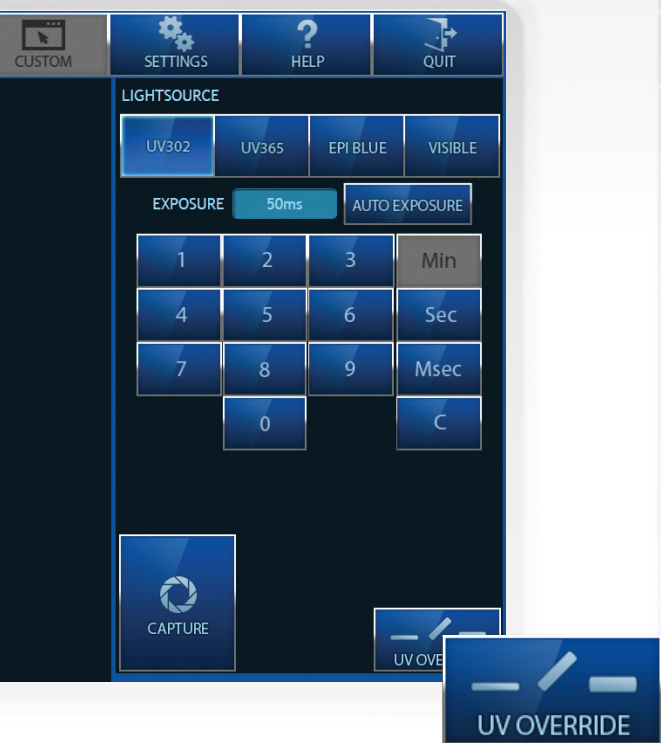 CUSTOM SETTINGS HELP QUIT
LIGHTSOURCE
UV302 UV365 EPI BLUE VISIBLE
EXPOSURE 50ms AUTO EXPOSURE
1 2 3 Min
4 5 6 Sec
7 8 9 Msec
0 C
CAPTURE
UV OVE
UV OVERRIDE